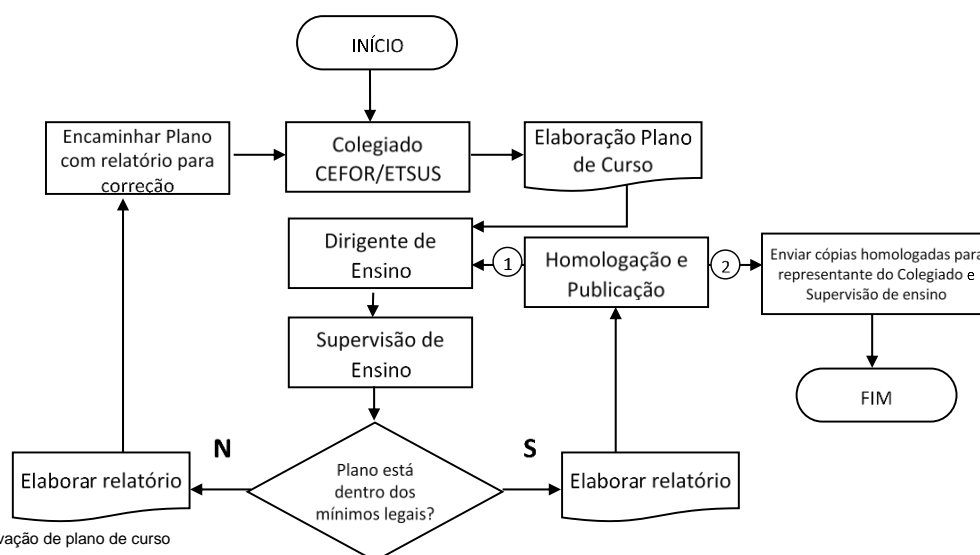 INÍCIO
Encaminhar Plano
com relatório para
correção
Colegiado
CEFOR/ETSUS
Elaboração Plano
de Curso
Dirigente de
Ensino
1
Homologação e
Publicação
2
Enviar cópias homologadas para
representante do Colegiado e
Supervisão de ensino
Supervisão de
Ensino
FIM
N
S
Elaborar relatório
Plano está
dentro dos
mínimos legais?
Elaborar relatório
de plano de curso